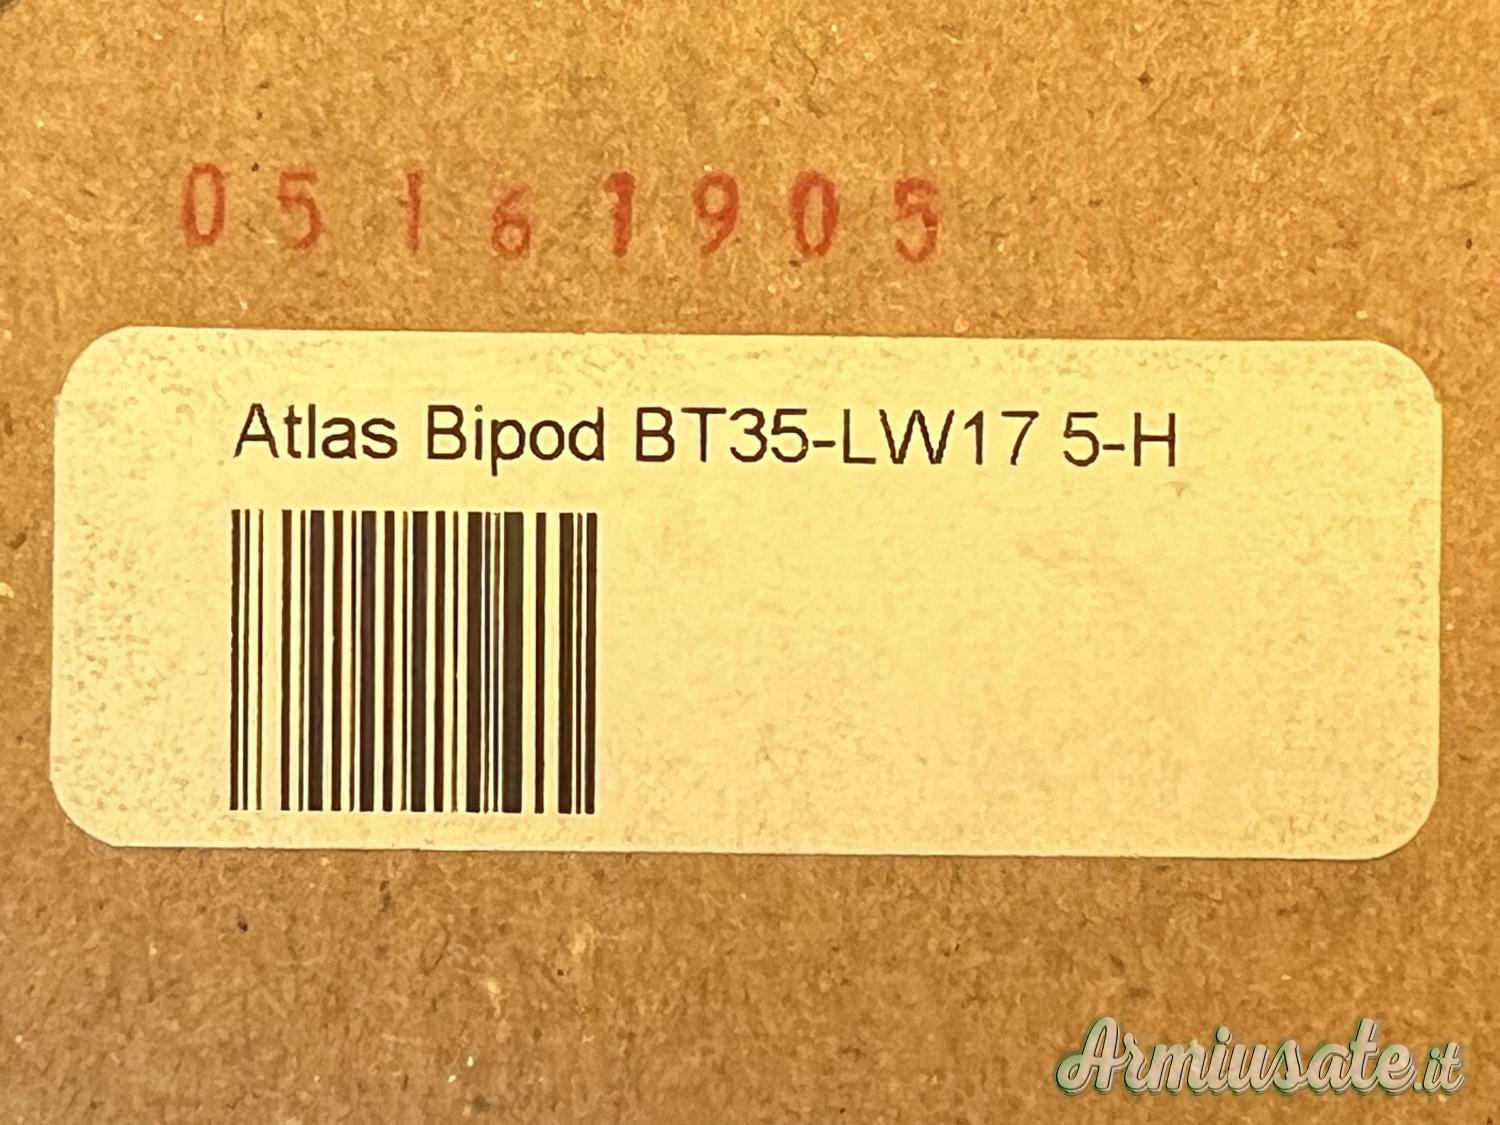 05161905
Atlas Bipod BT35-LW17 5-H
Armiusate.it